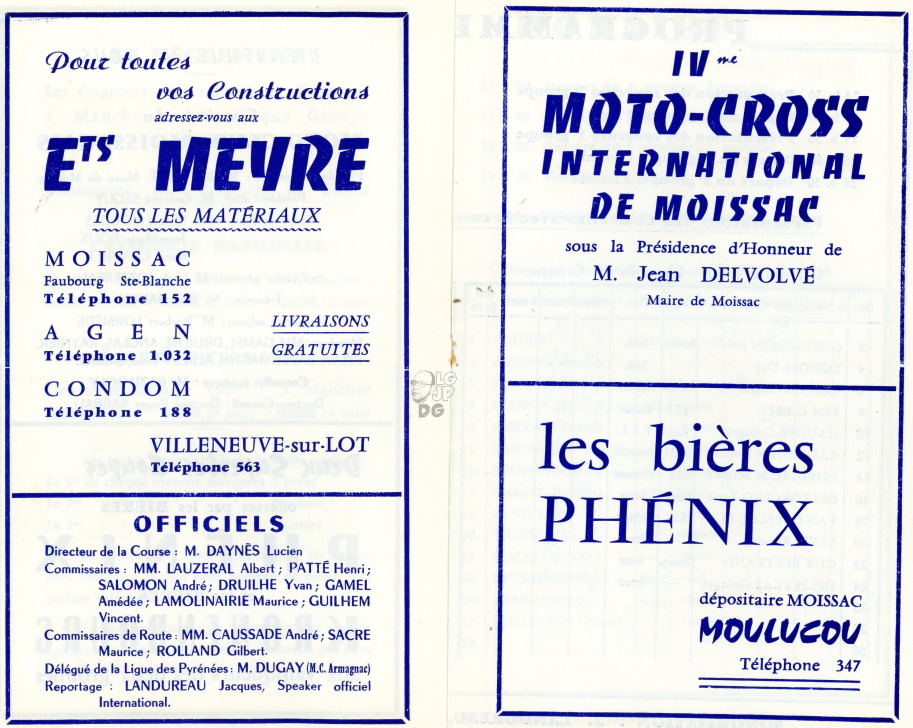 Pour toutes
vos Constructions
adressez-vous aux
ETS MEYRE
TOUS LES MATÉRIAUX
MOISSAC
Faubourg Ste-Blanche
Téléphone 152
AGEN
Téléphone 1.032
LIVRAISONS
GRATUITES
CONDOM
Téléphone 188
VILLENEUVE-sur-LOT
Téléphone 563
OFFICIELS
Directeur de la Course : M. DAYNÈS Lucien
Commissaires : MM. LAUZERAL Albert ; PATTÉ Henri ;
SALOMON André ; DRUILHE Yvan ; GAMEL
Amédée ; LAMOLINAIRIE Maurice ; GUILHEM
Vincent.
Commissaires de Route : MM. CAUSSADE André ; SACRE
Maurice ; ROLLAND Gilbert.
Délégué de la Ligue des Pyrénées : M. DUGAY (M.C. Armagnac)
Reportage : LANDUREAU Jacques, Speaker officiel
International.
LG
JP
DG
IVme
MOTO-CROSS
INTERNATIONAL
DE MOISSAC
sous la Présidence d'Honneur de
M. Jean DELVOLVÉ
Maire de Moissac
les bières
PHÉNIX
dépositaire MOISSAC
MOULUCOU
Téléphone 347